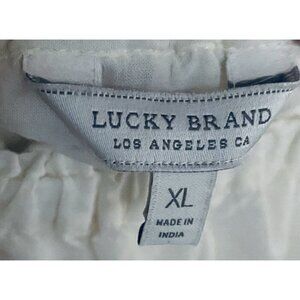 LUCKY BRAND
LOS ANGELES CA
XL
MADE IN
INDIA